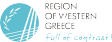 REGION
OF WESTERN
GREECE
full of contrast!